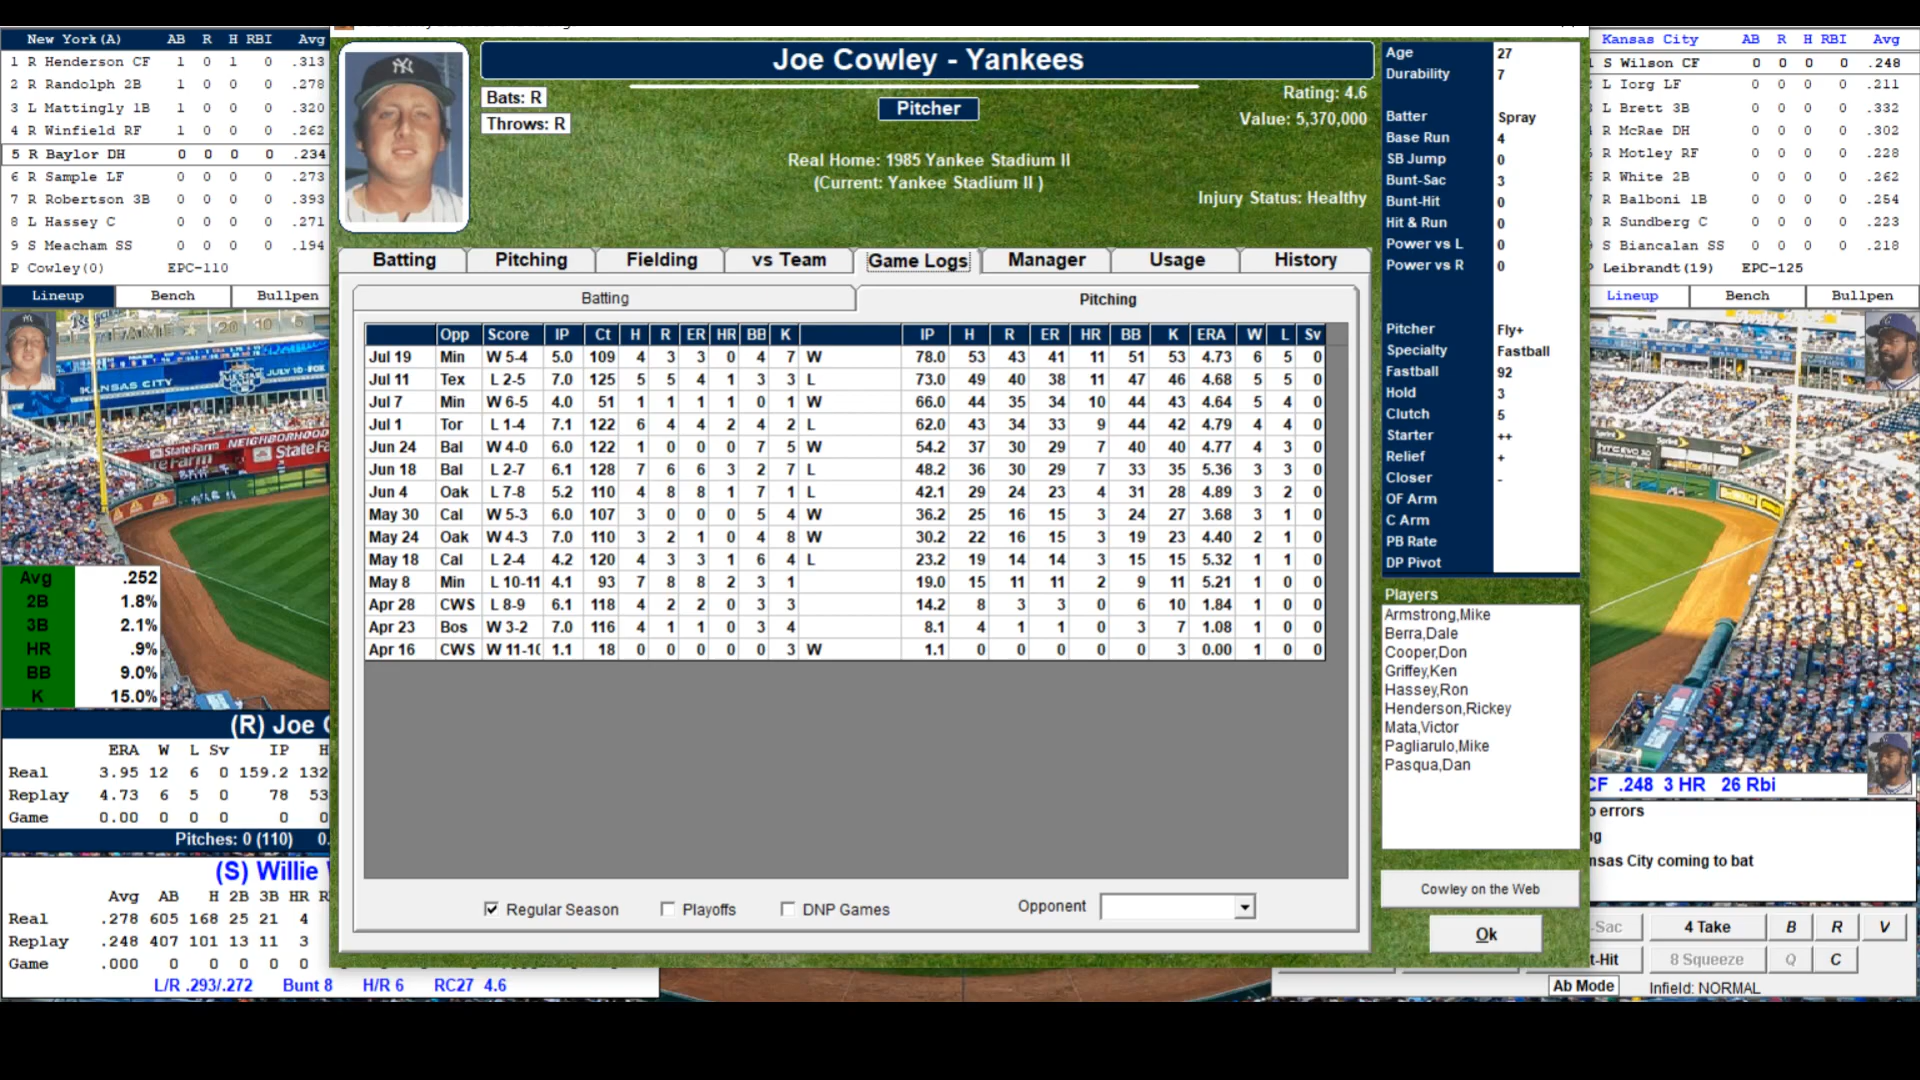 New York(A) AB R H RBI Avg
1 R Henderson CF 1 0 1 0 .313
2 R Randolph 2B 1 0 0 0 .278
3 L Mattingly 1B 1 0 0 0 .320
4 R Winfield RF 1 0 0 0 .262
5 R Baylor DH 0 0 0 0 .234
6 R Sample LF 0 0 0 0 .273
7 R Robertson 3B 0 0 0 0 .393
8 L Hassey C 0 0 0 0 .271
9 S Meacham SS 0 0 0 0 .194
P Cowley(0) EPC-110
Lineup Bench Bullpen
Joe Cowley - Yankees
Bats: R
Throws: R
Pitcher
Rating: 4.6
Value: 5,370,000
Real Home: 1985 Yankee Stadium II
(Current: Yankee Stadium II )
Injury Status: Healthy
Batting Pitching Fielding vs Team Game Logs Manager Usage History
Batting Pitching
Opp Score IP Ct H R ER HR BB K IP H R ER HR BB K ERA W L Sv
Jul 19 Min W 5-4 5.0 109 4 3 3 0 4 7 W 78.0 53 43 41 11 51 53 4.73 6 5 0
Jul 11 Tex L 2-5 7.0 125 5 5 4 1 3 3 L 73.0 49 40 38 11 47 46 4.68 5 5 0
Jul 7 Min W 6-5 4.0 51 1 1 1 1 0 1 W 66.0 44 35 34 10 44 43 4.64 5 4 0
Jul 1 Tor L 1-4 7.1 122 6 4 4 2 4 2 L 62.0 43 34 33 9 44 42 4.79 4 4 0
Jun 24 Bal W 4-0 6.0 122 1 0 0 0 7 5 W 54.2 37 30 29 7 40 40 4.77 4 3 0
Jun 18 Bal L 2-7 6.1 128 7 6 6 3 2 7 L 48.2 36 30 29 7 33 35 5.36 3 3 0
Jun 4 Oak L 7-8 5.2 110 4 8 8 1 7 1 L 42.1 29 24 23 4 31 28 4.89 3 2 0
May 30 Cal W 5-3 6.0 107 3 0 0 0 5 4 W 36.2 25 16 15 3 24 27 3.68 3 1 0
May 24 Oak W 4-3 7.0 110 3 2 1 0 4 8 W 30.2 22 16 15 3 19 23 4.40 2 1 0
May 18 Cal L 2-4 4.2 120 4 3 3 1 6 4 L 23.2 19 14 14 3 15 15 5.32 1 1 0
May 8 Min L 10-11 4.1 93 7 8 8 2 3 1 19.0 15 11 11 2 9 11 5.21 1 0 0
Apr 28 CWS L 8-9 6.1 118 4 2 2 0 3 3 14.2 8 3 3 0 6 10 1.84 1 0 0
Apr 23 Bos W 3-2 7.0 116 4 1 1 0 3 4 8.1 4 1 1 0 3 7 1.08 1 0 0
Apr 16 CWS W 11-1( 1.1 18 0 0 0 0 0 3 W 1.1 0 0 0 0 0 3 0.00 1 0 0
Regular Season Playoffs DNP Games Opponent
Age 27
Durability 7
Batter Spray
Base Run 4
SB Jump 0
Bunt-Sac 3
Bunt-Hit 0
Hit & Run 0
Power vs L 0
Power vs R 0
Pitcher Fly+
Specialty Fastball
Fastball 92
Hold 3
Clutch 5
Starter ++
Relief +
Closer -
OF Arm
C Arm
PB Rate
DP Pivot
Players
Armstrong,Mike
Berra,Dale
Cooper,Don
Griffey,Ken
Hassey,Ron
Henderson,Rickey
Mata,Victor
Pagliarulo,Mike
Pasqua,Dan
Cowley on the Web
Ok
Kansas City AB R H RBI Avg
S Wilson CF 0 0 0 0 .248
L Iorg LF 0 0 0 0 .211
L Brett 3B 0 0 0 0 .332
R McRae DH 0 0 0 0 .302
R Motley RF 0 0 0 0 .228
R White 2B 0 0 0 0 .262
R Balboni 1B 0 0 0 0 .254
R Sundberg C 0 0 0 0 .223
S Biancalan SS 0 0 0 0 .218
Leibrandt(19) EPC-125
Lineup Bench Bullpen
KANSAS CITY
JULY 10 FOX
State Farm
NEIGHBORHOOD
State F
Avg .252
2B 1.8%
3B 2.1%
HR .9%
BB 9.0%
K 15.0%
(R) Joe
ERA W L Sv IP H
Real 3.95 12 6 0 159.2 132
Replay 4.73 6 5 0 78 53
Game 0.00 0 0 0 0 0
Pitches: 0 (110) 0.
(S) Willie
Avg AB H 2B 3B HR R
Real .278 605 168 25 21 4
Replay .248 407 101 13 11 3
Game .000 0 0 0 0 0
L/R .293/.272 Bunt 8 H/R 6 RC27 4.6
CF .248 3 HR 26 Rbi
o errors
ng
nsas City coming to bat
-Sac 4 Take B R V
t-Hit 8 Squeeze Q C
Ab Mode Infield: NORMAL